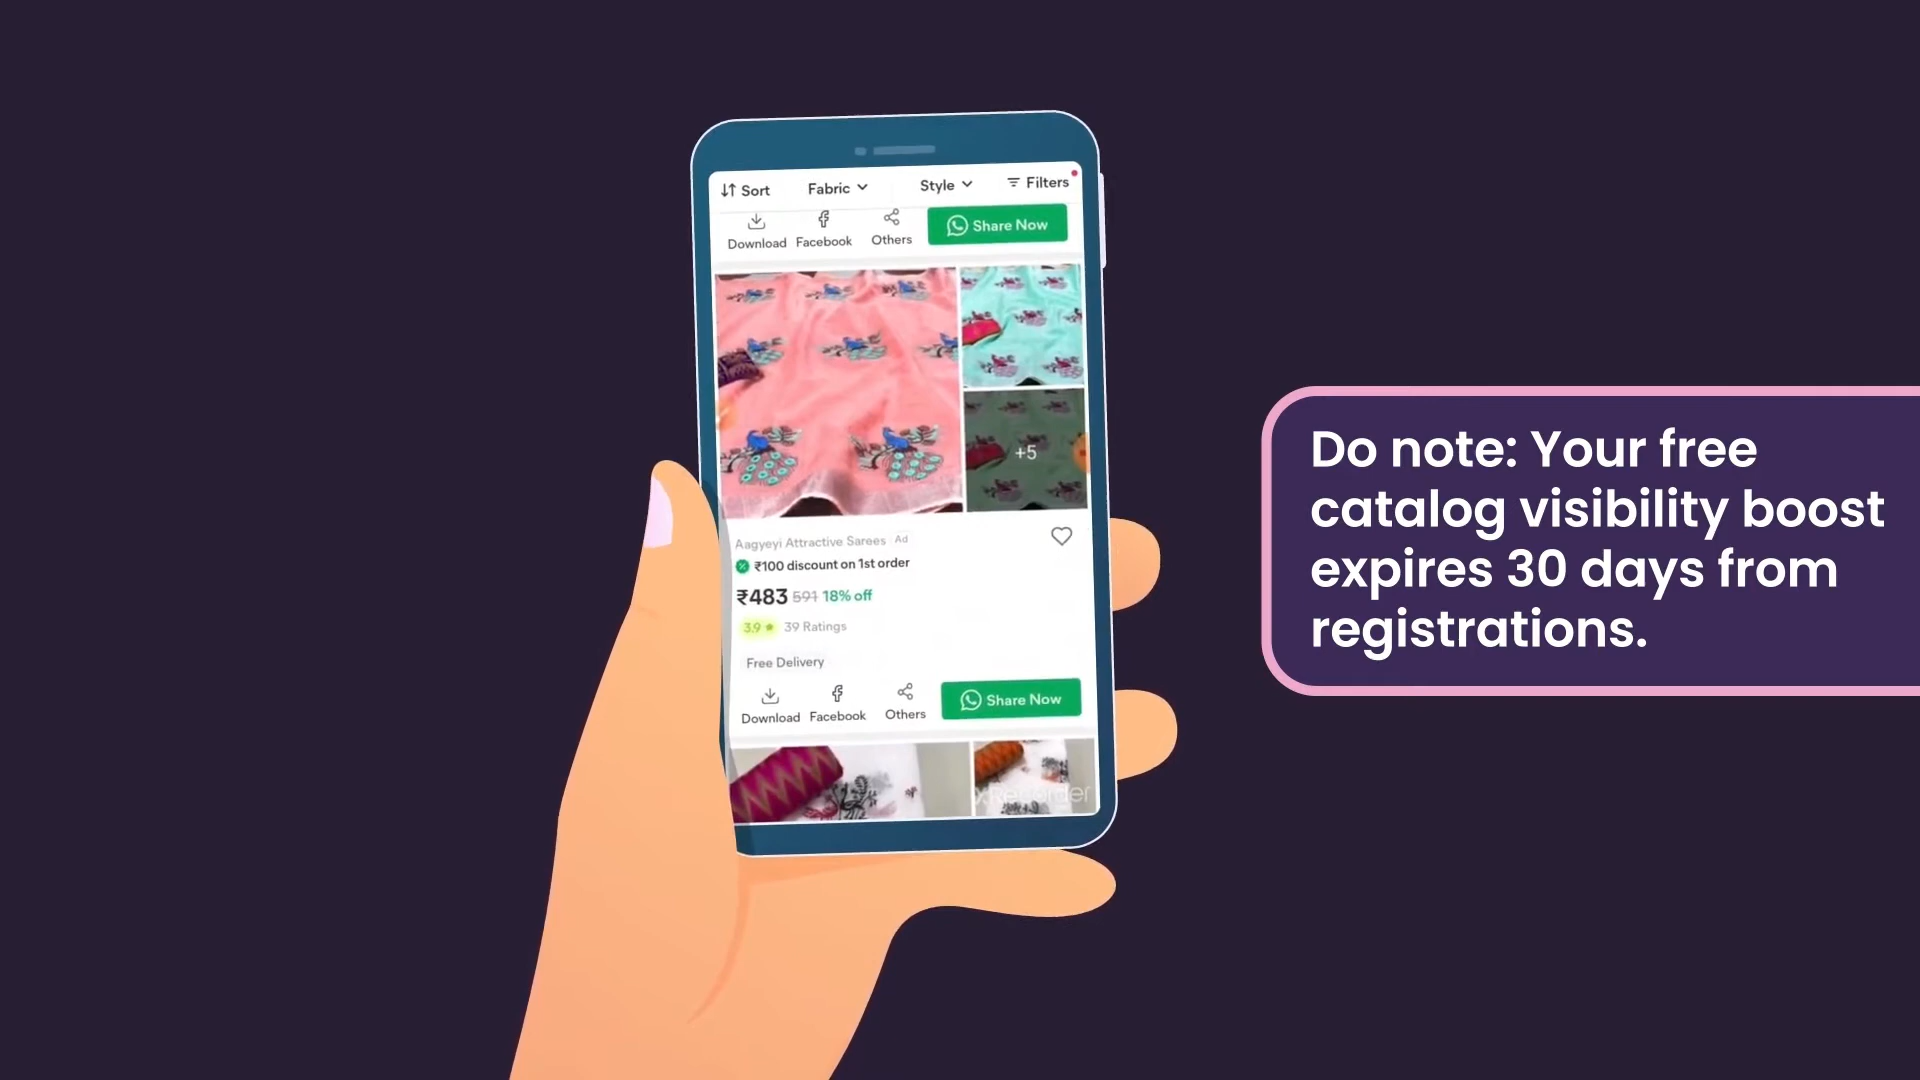 Sort Fabric Style Filters
Download Facebook Others Share Now
+5
Aagyeyi Attractive Sarees Ad
₹100 discount on 1st order
₹483 591 18% off
3.9 39 Ratings
Free Delivery
Download Facebook Others Share Now
XRecorder
Do note: Your free
catalog visibility boost
expires 30 days from
registrations.